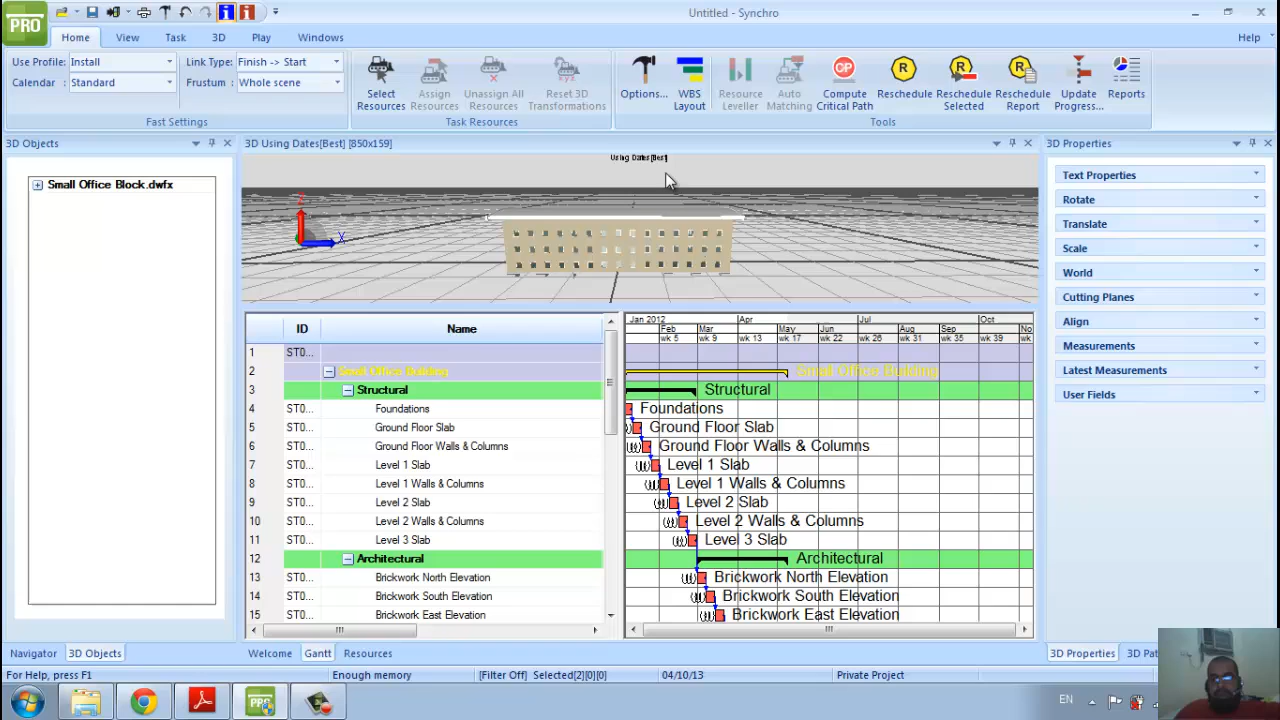 Untitled - Synchro
PRO
Home View Task 3D Play Windows Help
Use Profile: Install Link Type: Finish -> Start
Calendar: Standard Frustum: Whole scene
Fast Settings
Select Resources
Assign Resources
Unassign All Resources
Reset 3D Transformations
Task Resources
Options...
WBS Layout
Resource Leveller
Auto Matching
CP
Compute Critical Path
R
Reschedule
R
Reschedule Selected
R
Reschedule Report
Update Progress...
Reports
Tools
3D Objects
Small Office Block.dwfx
3D Using Dates[Best] [850x159]
Using Dates[Best]
Z
X
3D Properties
Text Properties
Rotate
Translate
Scale
World
Cutting Planes
Align
Measurements
Latest Measurements
User Fields
ID Name
Jan 2012 Apr Jul Oct
Feb Mar May Jun Aug Sep No
wk 5 wk 9 wk 13 wk 17 wk 22 wk 26 wk 31 wk 35 wk 39 wk
1 ST0...
2 Small Office Building Small Office Building
3 Structural Structural
4 ST0... Foundations Foundations
5 ST0... Ground Floor Slab Ground Floor Slab
6 ST0... Ground Floor Walls & Columns Ground Floor Walls & Columns
7 ST0... Level 1 Slab Level 1 Slab
8 ST0... Level 1 Walls & Columns Level 1 Walls & Columns
9 ST0... Level 2 Slab Level 2 Slab
10 ST0... Level 2 Walls & Columns Level 2 Walls & Columns
11 ST0... Level 3 Slab Level 3 Slab
12 Architectural Architectural
13 ST0... Brickwork North Elevation Brickwork North Elevation
14 ST0... Brickwork South Elevation Brickwork South Elevation
15 ST0... Brickwork East Elevation Brickwork East Elevation
Navigator 3D Objects Welcome Gantt Resources 3D Properties 3D Pat
For Help, press F1 Enough memory [Filter Off] Selected[2][0][0] 04/10/13 Private Project
PRO
EN